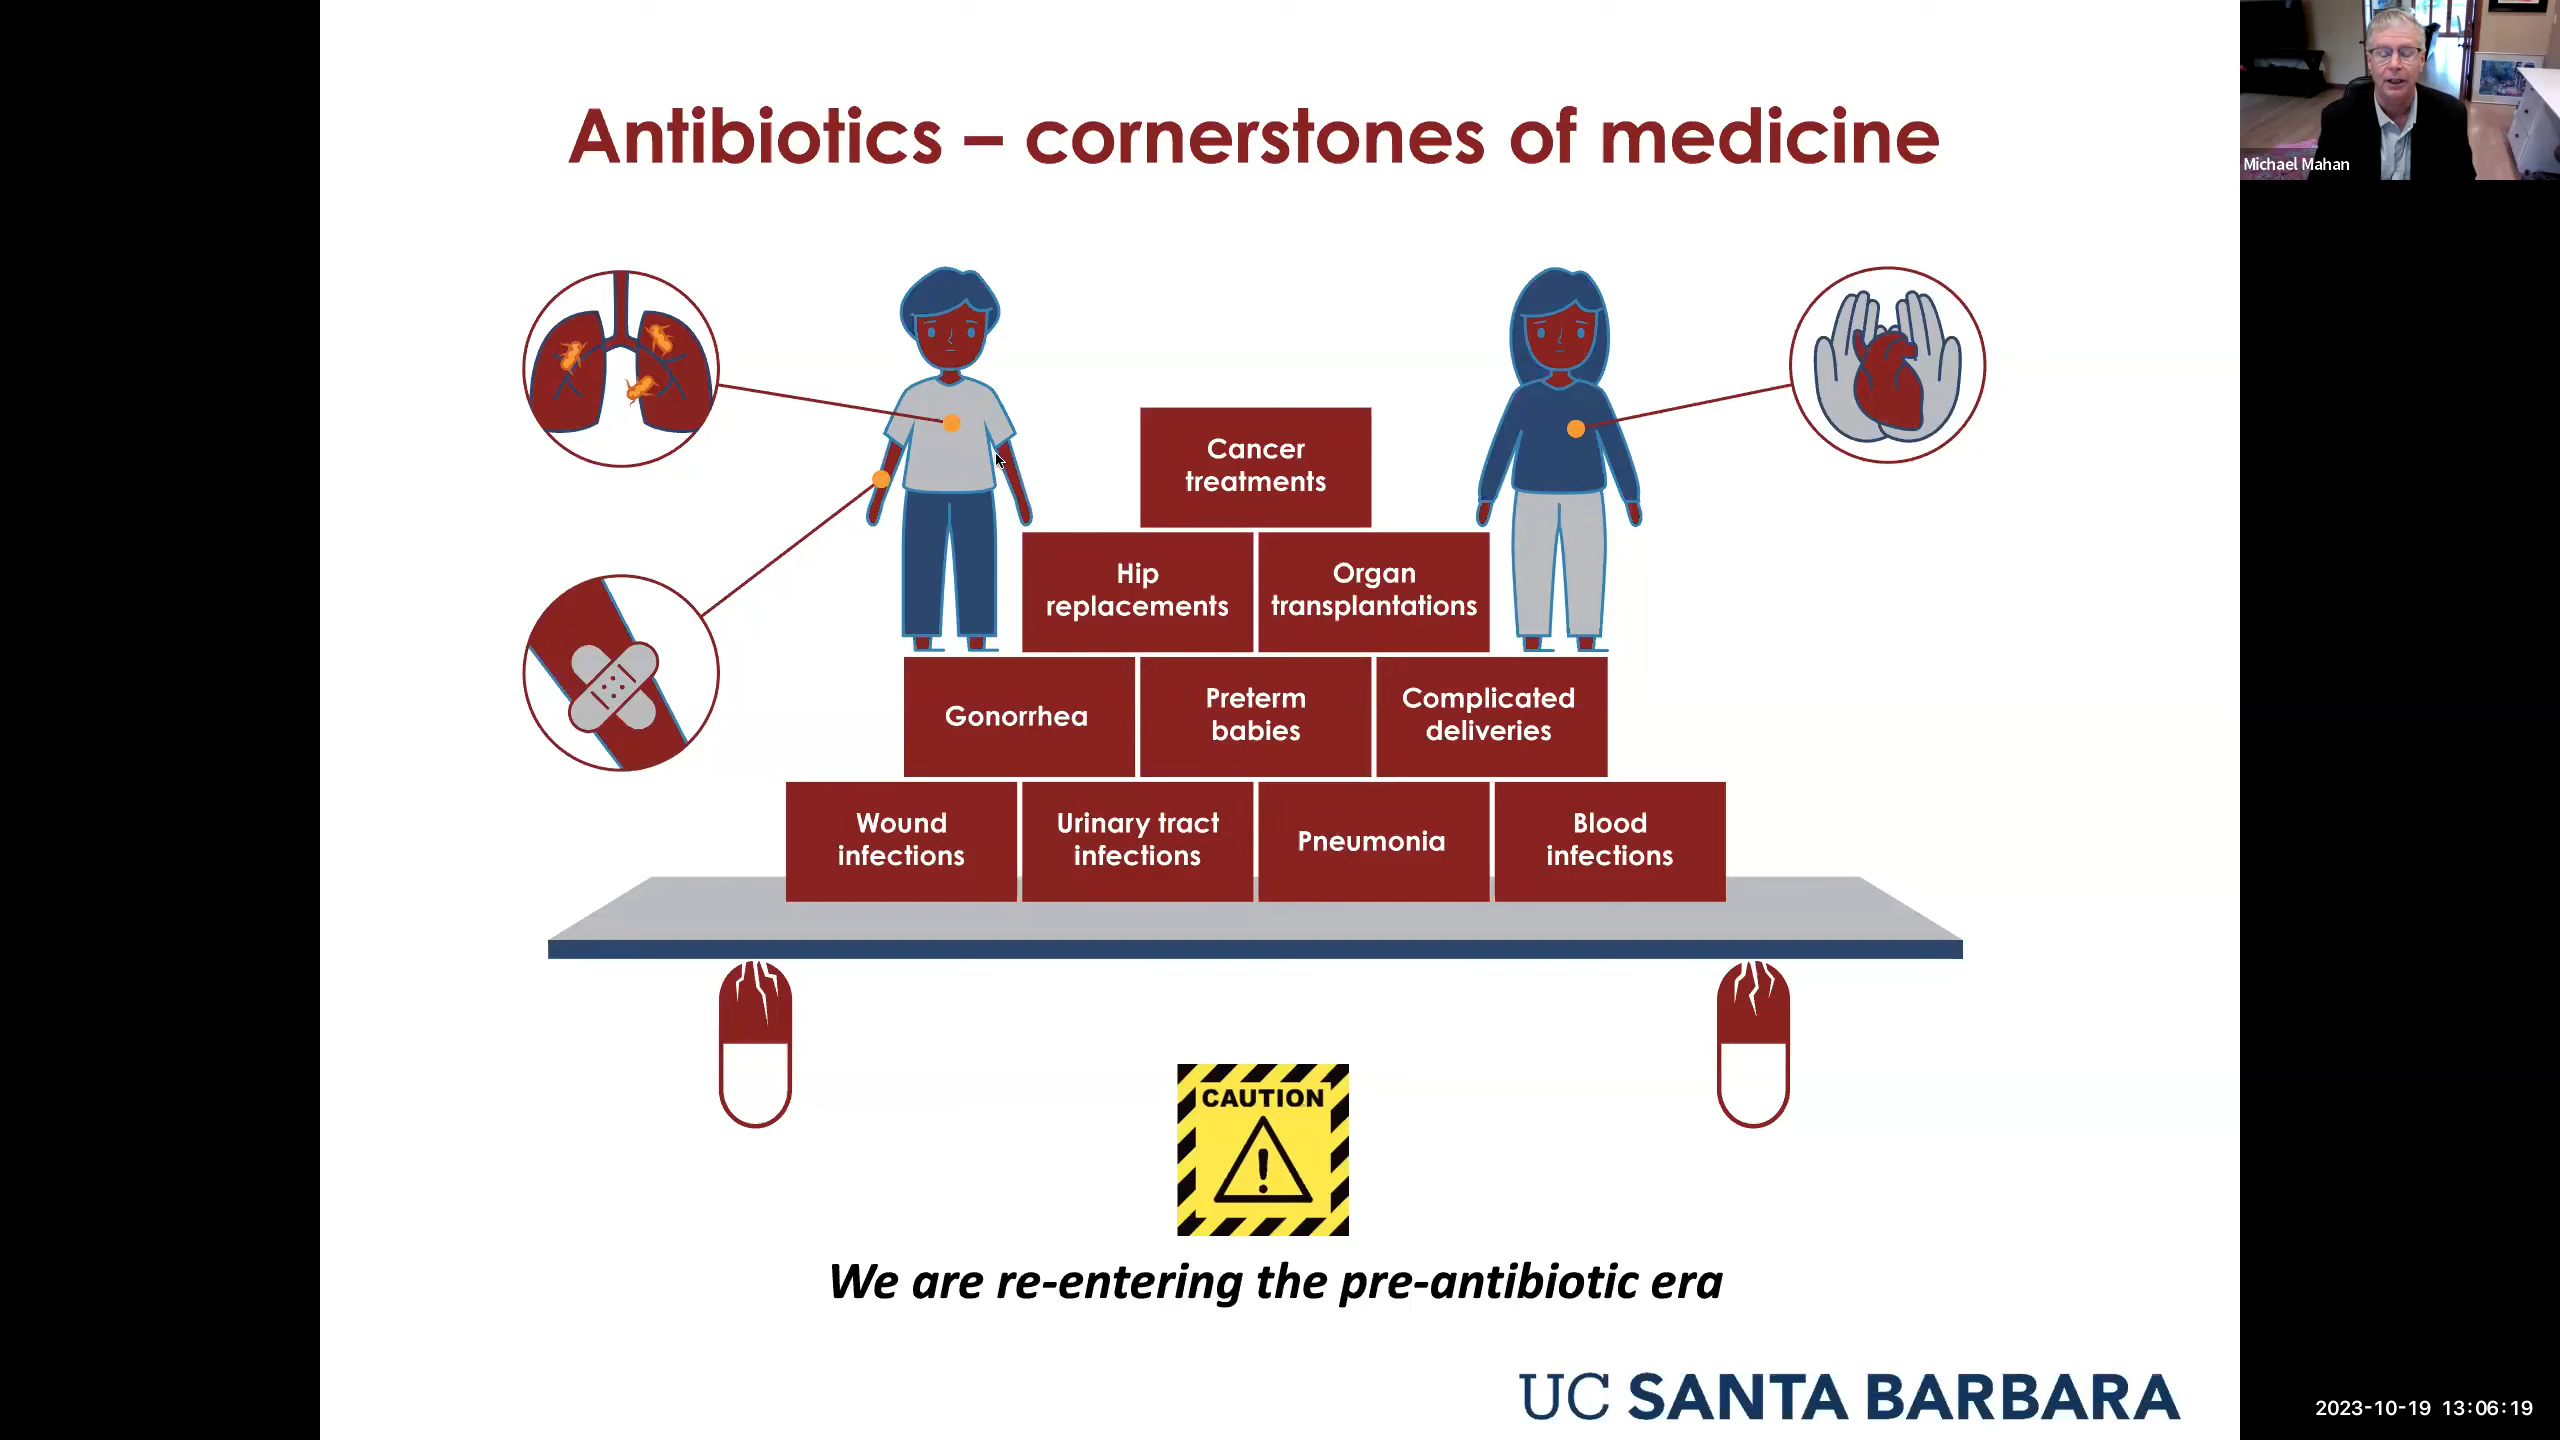 Antibiotics – cornerstones of medicine
Michael Mahan
Cancer
treatments
Hip
replacements
Organ
transplantations
Gonorrhea
Preterm
babies
Complicated
deliveries
Wound
infections
Urinary tract
infections
Pneumonia
Blood
infections
CAUTION
!
We are re-entering the pre-antibiotic era
UC SANTA BARBARA
2023-10-19 13:06:19